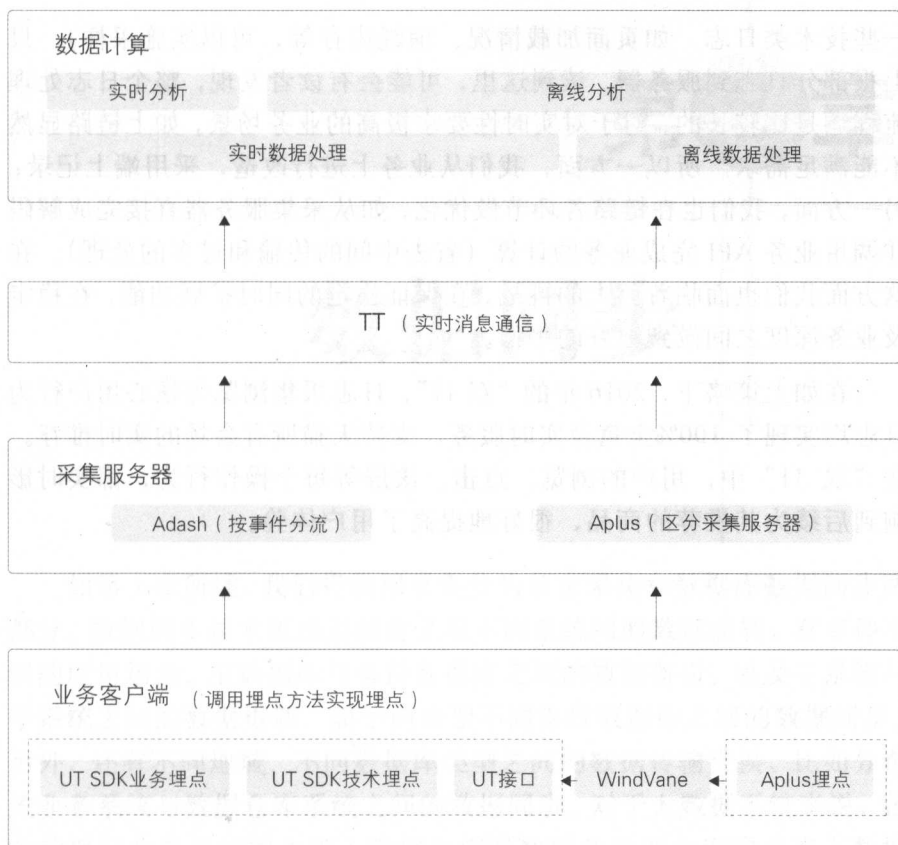 数据计算
实时分析 离线分析
实时数据处理 离线数据处理
TT （实时消息通信）
采集服务器
Adash（按事件分流） Aplus（区分采集服务器）
业务客户端 （调用埋点方法实现埋点）
UT SDK业务埋点 UT SDK技术埋点 UT接口 WindVane Aplus埋点